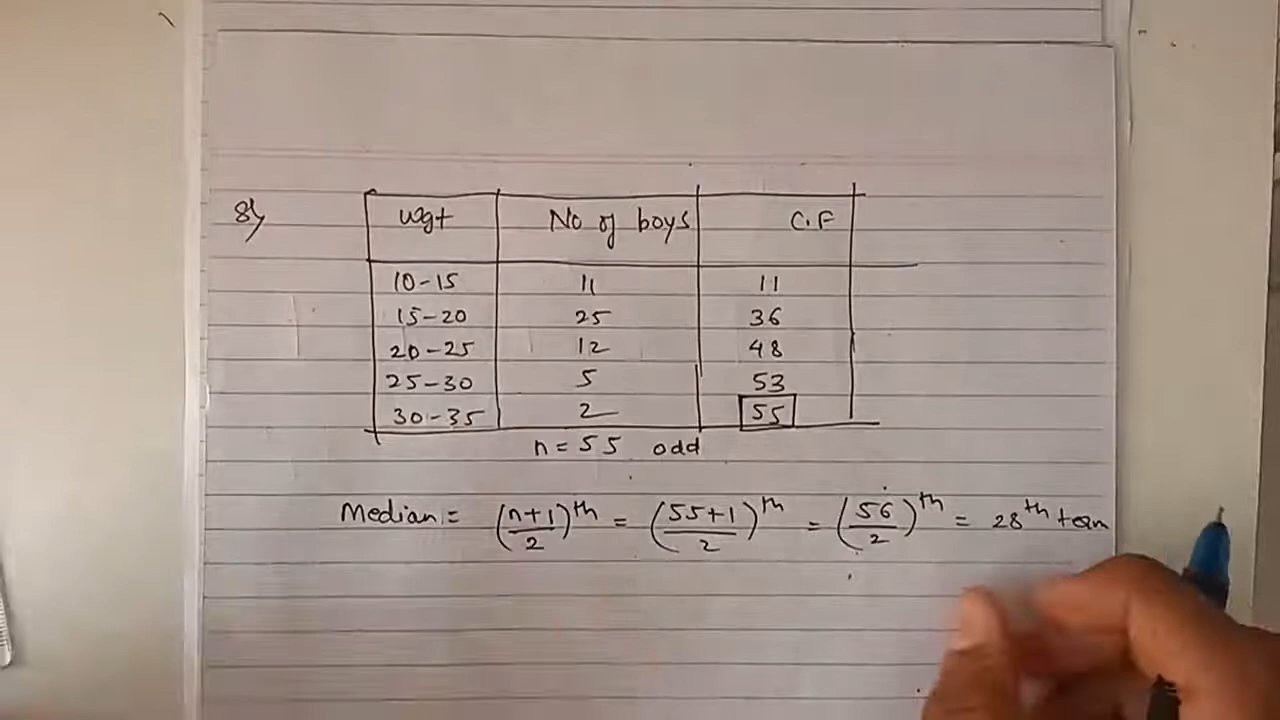 8)
Wgt No of boys C.F
10-15 11 11
15-20 25 36
20-25 12 48
25-30 5 53
30-35 2 55
n=55 odd
Median = (n+1/2)th = (55+1/2)th = (56/2)th = 28th term